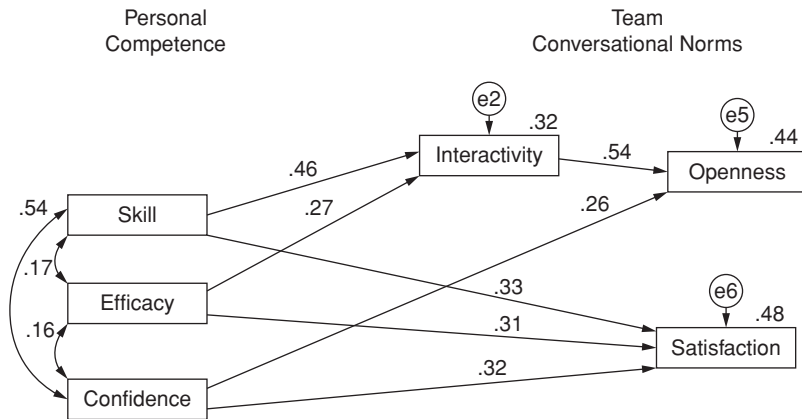 Personal
Competence
Team
Conversational Norms
e2
.32
Interactivity
.54
e5
.44
Openness
.46
.27
.26
.54
Skill
.17
Efficacy
.33
.31
e6
.48
Satisfaction
.16
.32
Confidence